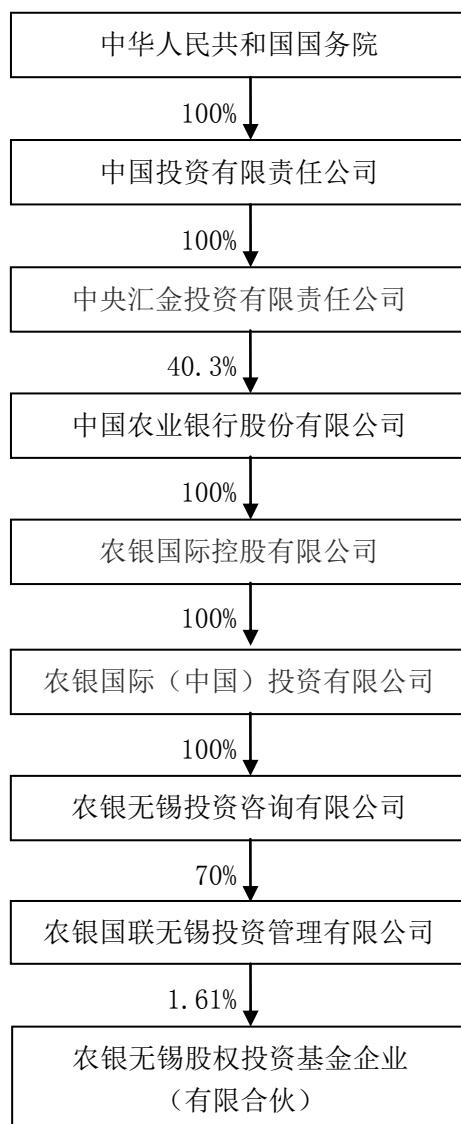 中华人民共和国国务院
100%
中国投资有限责任公司
100%
中央汇金投资有限责任公司
40.3%
中国农业银行股份有限公司
100%
农银国际控股有限公司
100%
农银国际（中国）投资有限公司
100%
农银无锡投资咨询有限公司
70%
农银国联无锡投资管理有限公司
1.61%
农银无锡股权投资基金企业
（有限合伙）